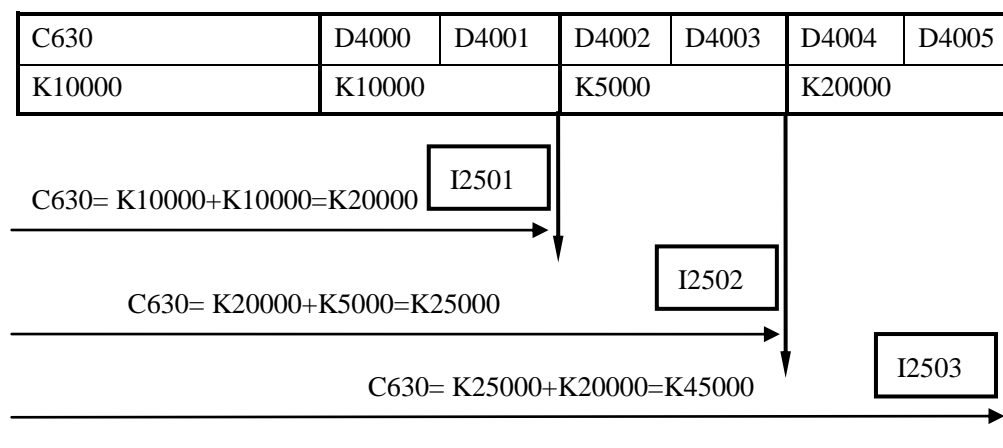 C630 D4000 D4001 D4002 D4003 D4004 D4005
K10000 K10000 K5000 K20000
I2501
C630= K10000+K10000=K20000
I2502
C630= K20000+K5000=K25000
I2503
C630= K25000+K20000=K45000